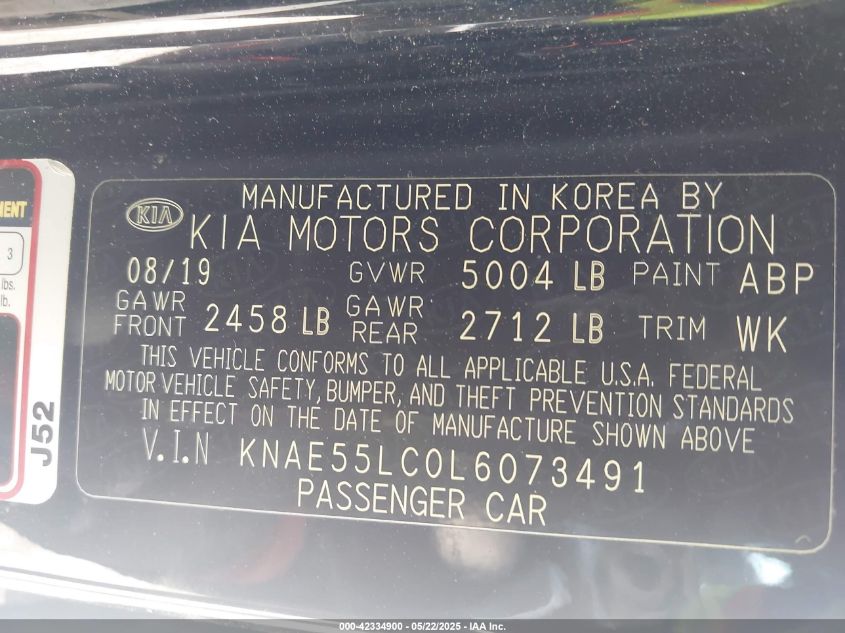 MANUFACTURED IN KOREA BY
KIA KIA MOTORS CORPORATION
08/19 GVWR 5004 LB PAINT ABP
GAWR FRONT 2458 LB GAWR REAR 2712 LB TRIM WK
THIS VEHICLE CONFORMS TO ALL APPLICABLE U.S.A. FEDERAL
MOTOR VEHICLE SAFETY, BUMPER, AND THEFT PREVENTION STANDARDS
IN EFFECT ON THE DATE OF MANUFACTURE SHOWN ABOVE
V.I.N KNAE55LC0L6073491
PASSENGER CAR
3
lbs.
lb.
J52
000-42334900 - 05/22/2025 - IAA Inc.